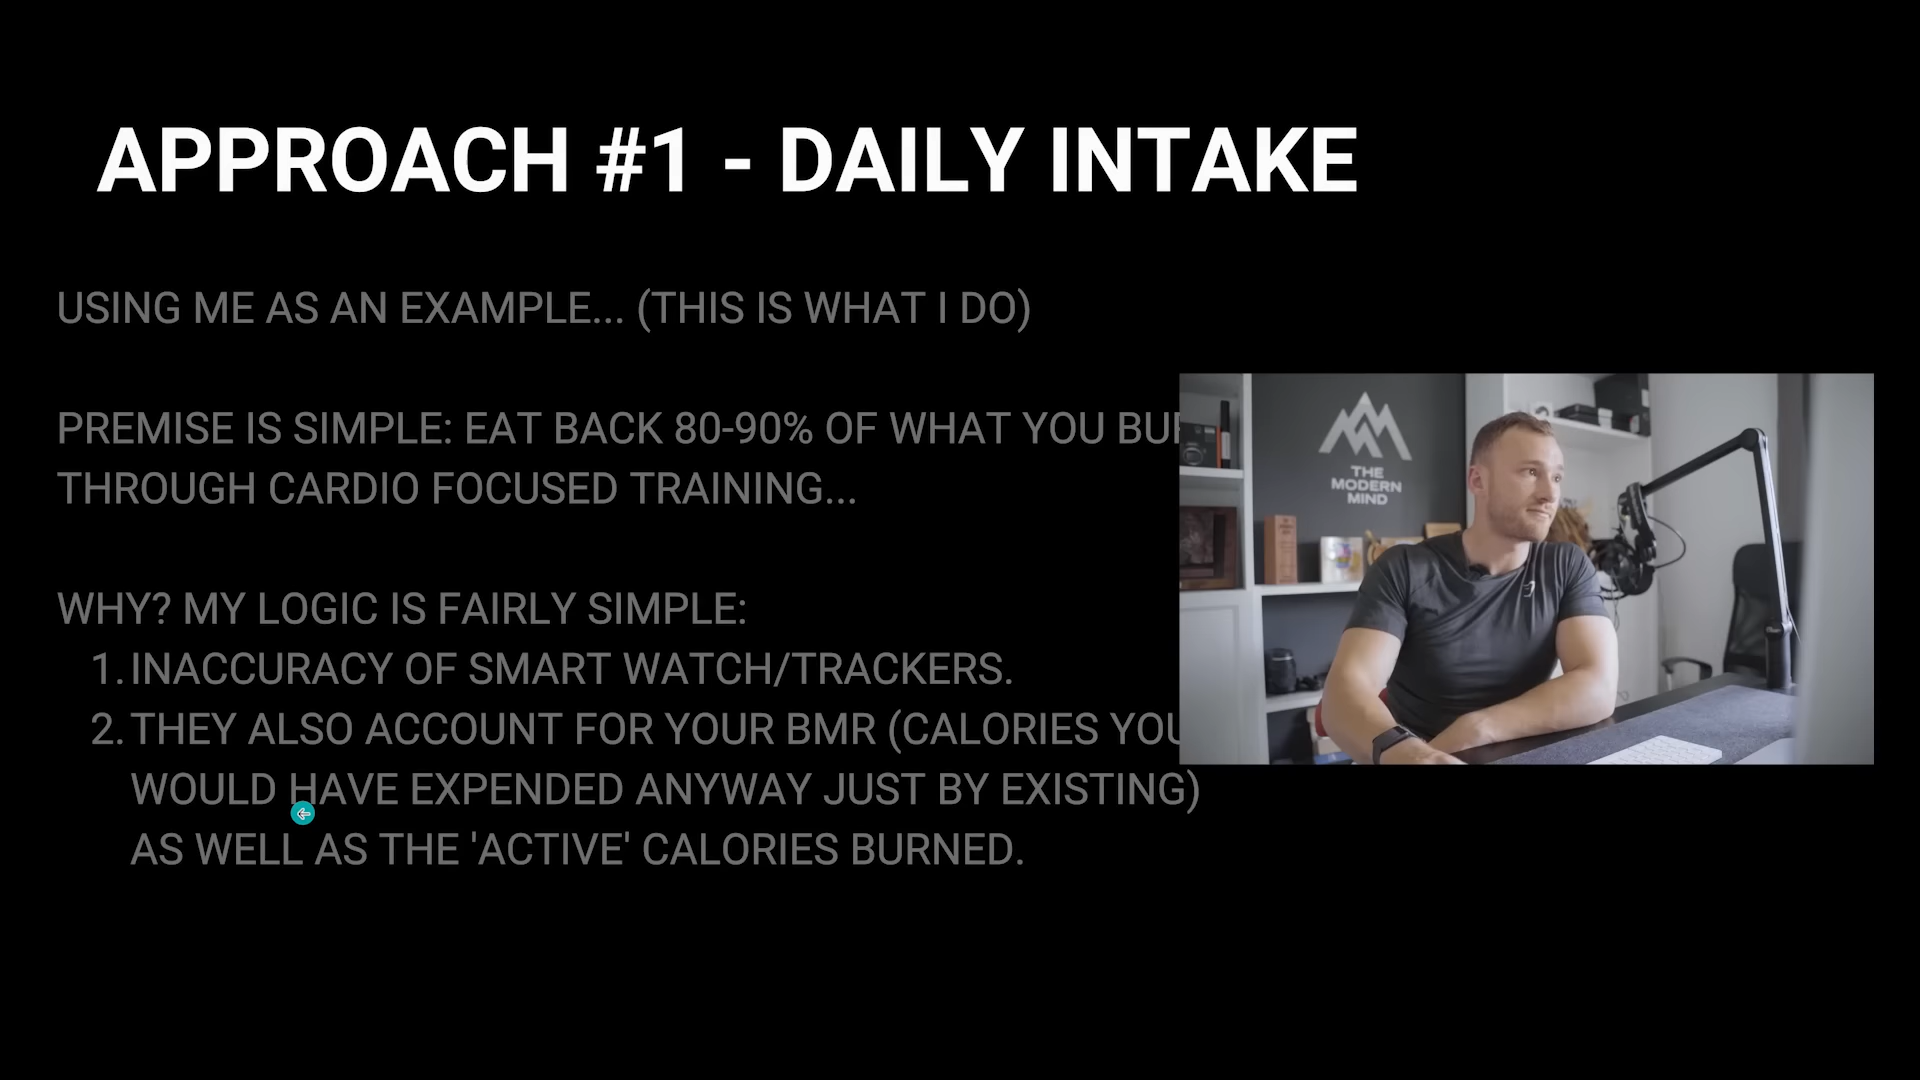 APPROACH #1 - DAILY INTAKE
USING ME AS AN EXAMPLE... (THIS IS WHAT I DO)
PREMISE IS SIMPLE: EAT BACK 80-90% OF WHAT YOU
THROUGH CARDIO FOCUSED TRAINING...
WHY? MY LOGIC IS FAIRLY SIMPLE:
1. INACCURACY OF SMART WATCH/TRACKERS.
2. THEY ALSO ACCOUNT FOR YOUR BMR (CALORIES YOU
WOULD HAVE EXPENDED ANYWAY JUST BY EXISTING)
AS WELL AS THE 'ACTIVE' CALORIES BURNED.
THE
MODERN
MIND